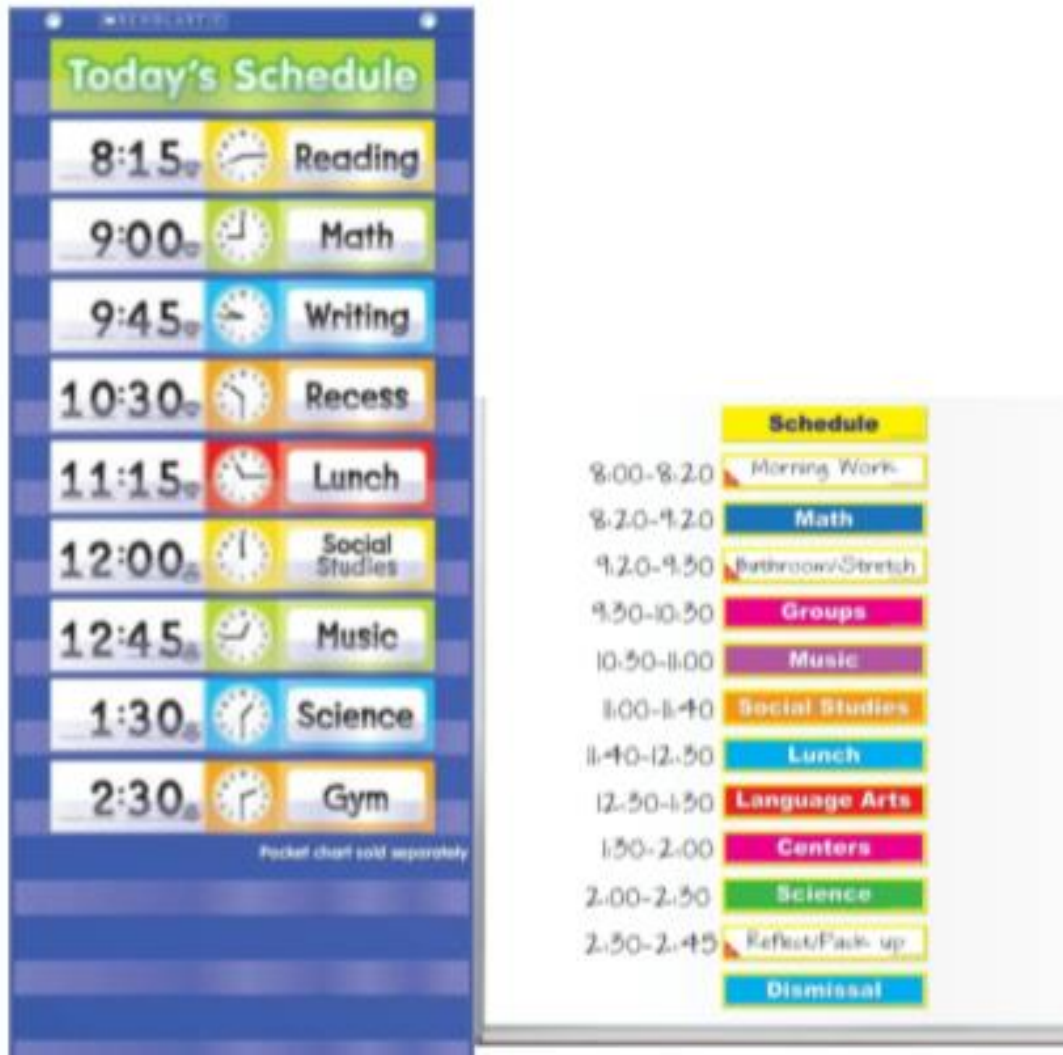 SCHOLASTIC
Today's Schedule
8:15 Reading
9:00 Math
9:45 Writing
10:30 Recess
11:15 Lunch
12:00 Social
Studies
12:45 Music
1:30 Science
2:30 Gym
Pocket chart sold separately
Schedule
8:00-8:20 Morning Work
8:20-9:20 Math
9:20-9:30 Bathroom/Stretch
9:30-10:30 Groups
10:30-11:00 Music
11:00-11:40 Social Studies
11:40-12:30 Lunch
12:30-1:30 Language Arts
1:30-2:00 Centers
2:00-2:30 Science
2:30-2:45 Reflect/Pack up
Dismissal